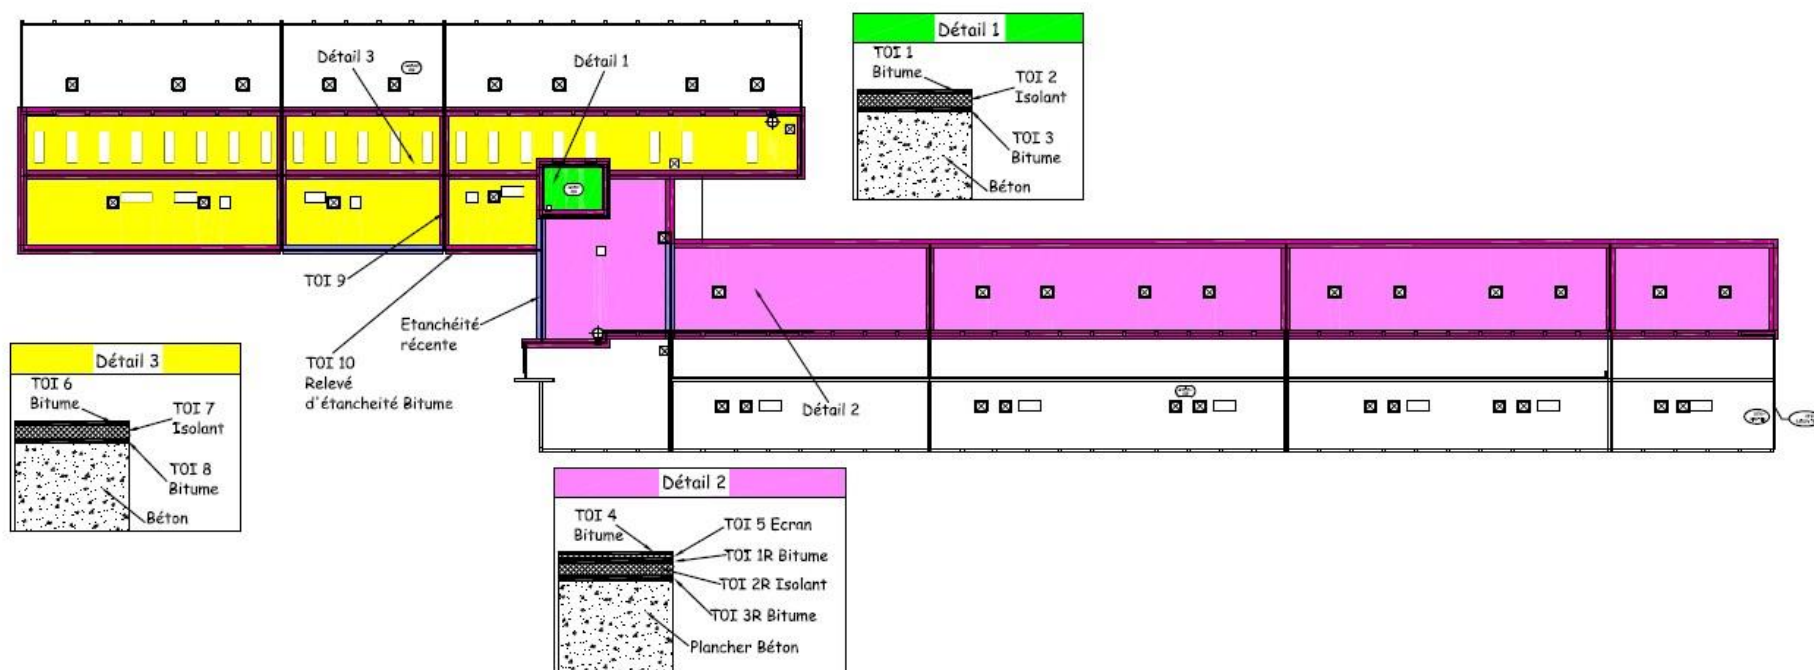 Détail 1
TOI 1
Bitume
TOI 2
Isolant
TOI 3
Bitume
Béton
Détail 3
Détail 1
TOI 9
Etanchéité
récente
TOI 10
Relevé
d'étancheité Bitume
Détail 2
Détail 3
TOI 6
Bitume
TOI 7
Isolant
TOI 8
Bitume
Béton
Détail 2
TOI 4
Bitume
TOI 5 Ecran
TOI 1R Bitume
TOI 2R Isolant
TOI 3R Bitume
Plancher Béton